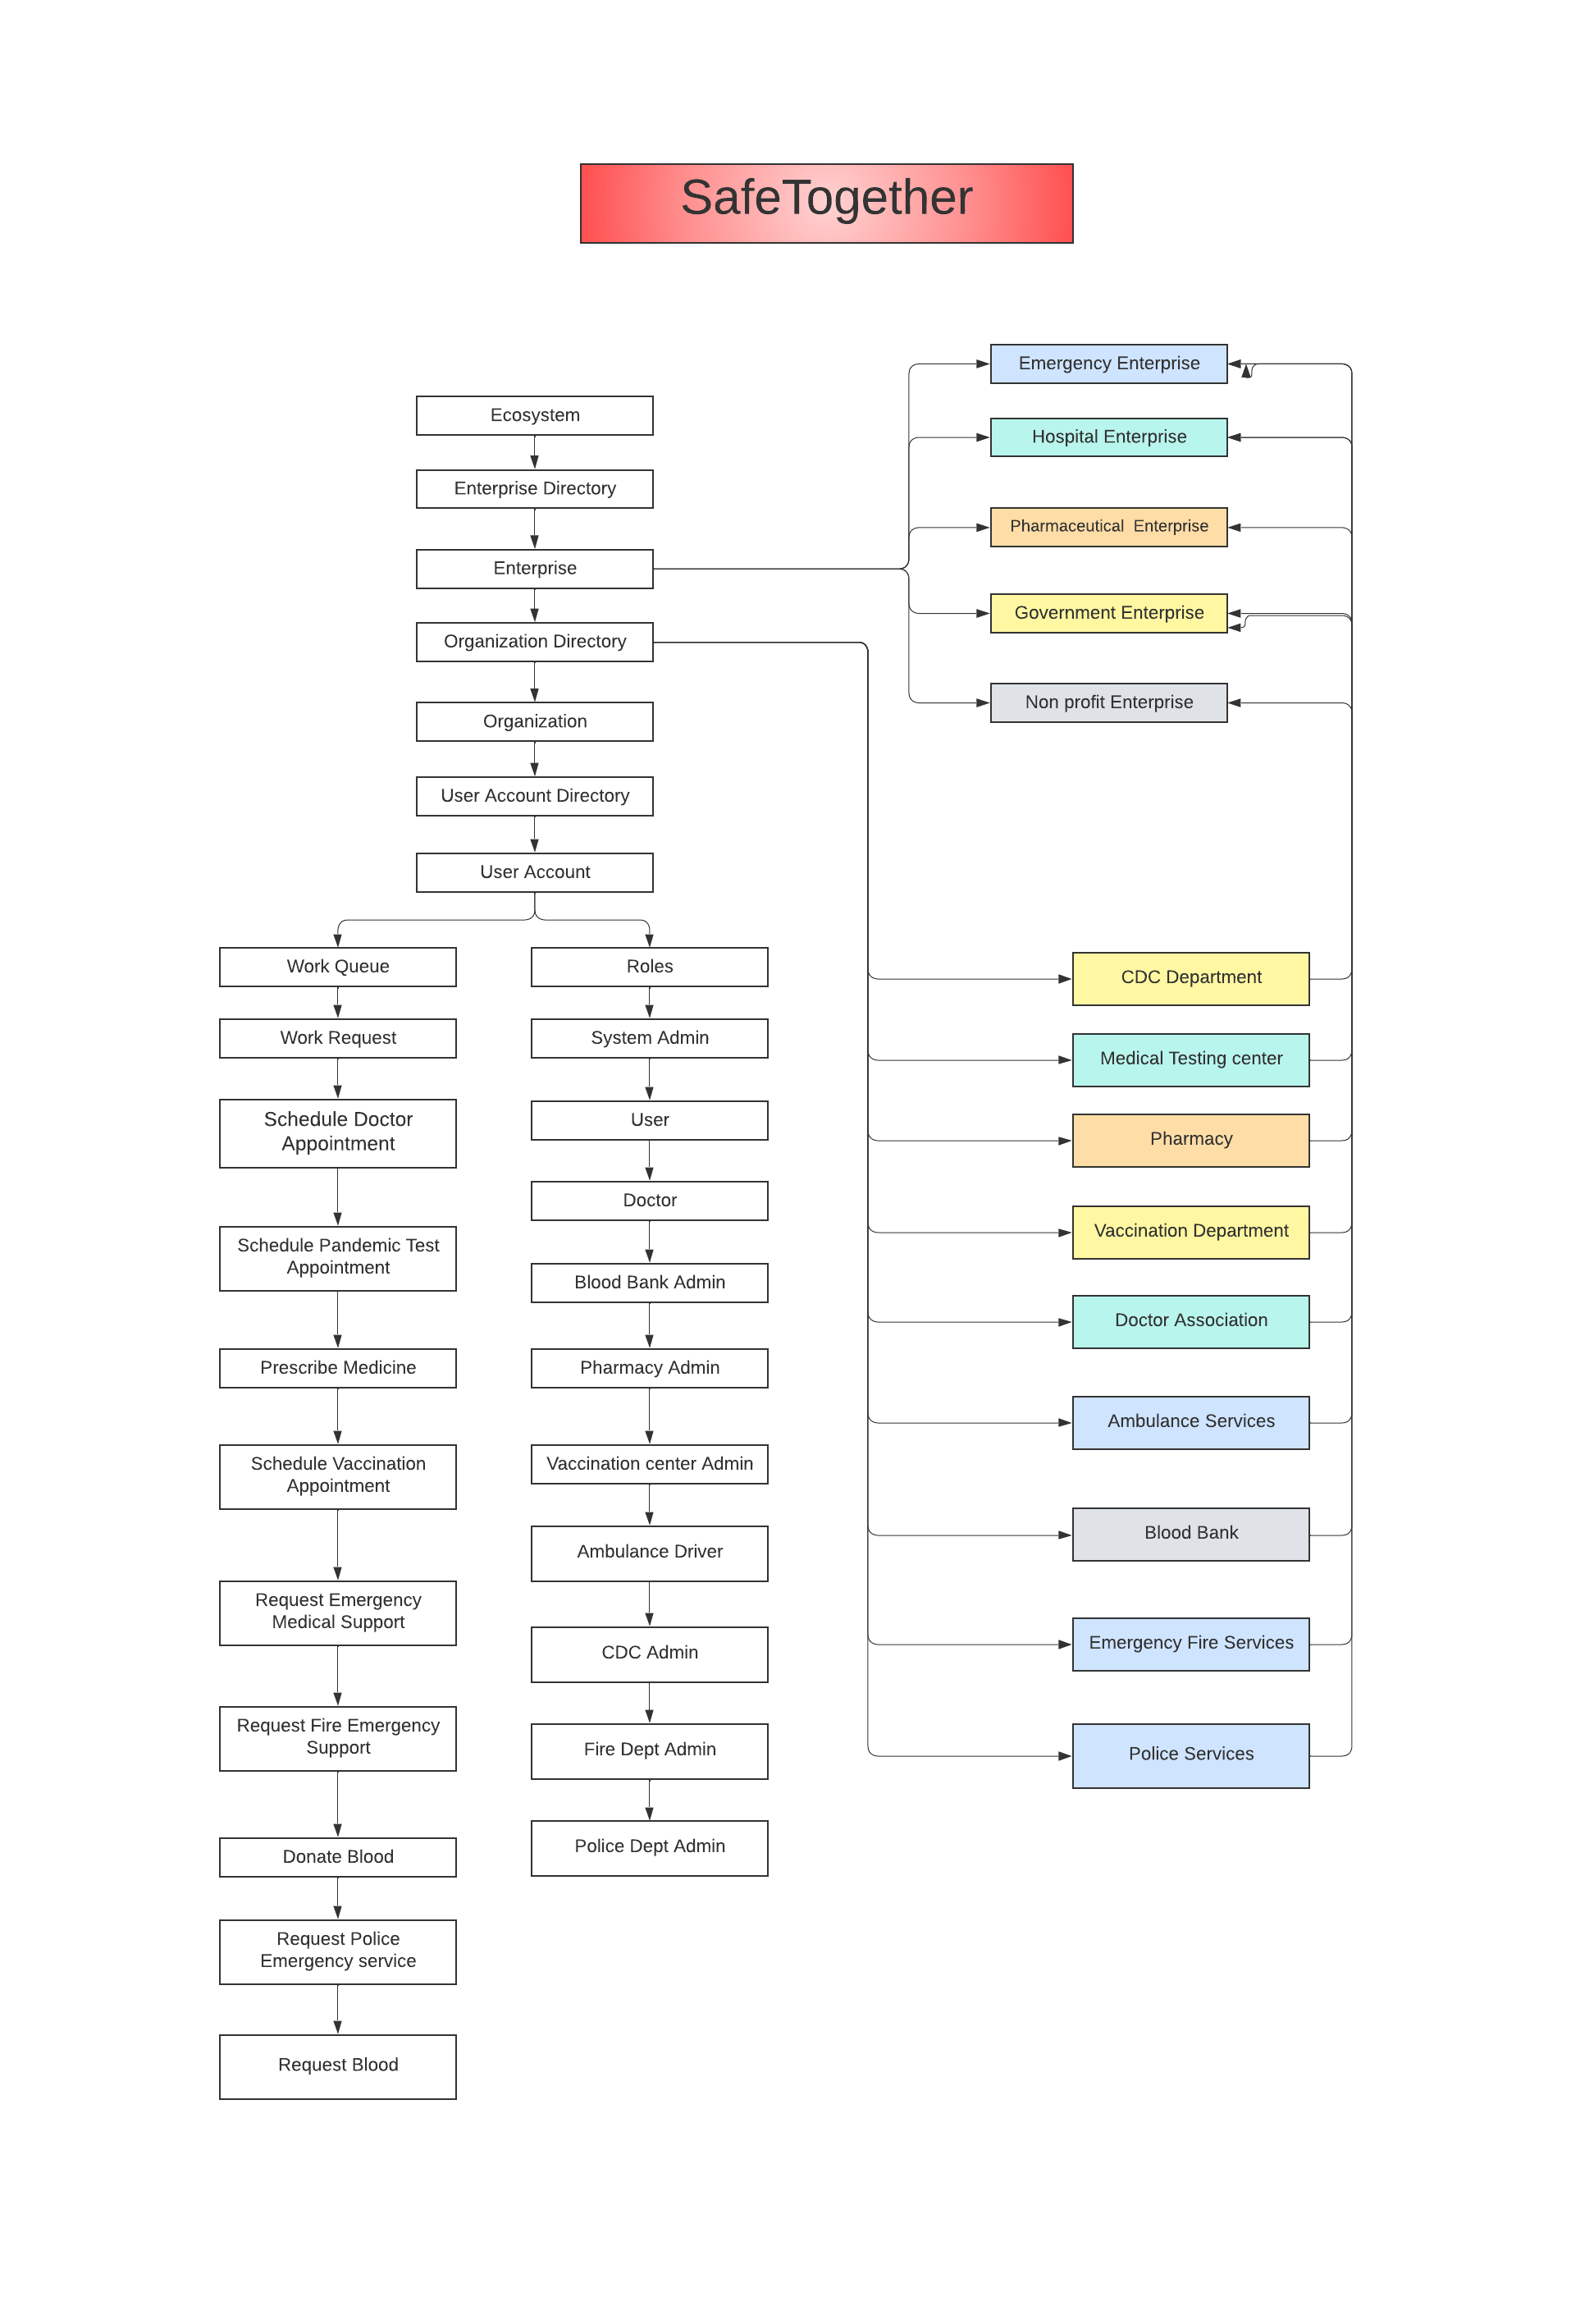 SafeTogether
Ecosystem
Enterprise Directory
Enterprise
Organization Directory
Organization
User Account Directory
User Account
Work Queue
Work Request
Schedule Doctor
Appointment
Schedule Pandemic Test
Appointment
Prescribe Medicine
Schedule Vaccination
Appointment
Request Emergency
Medical Support
Request Fire Emergency
Support
Donate Blood
Request Police
Emergency service
Request Blood
Roles
System Admin
User
Doctor
Blood Bank Admin
Pharmacy Admin
Vaccination center Admin
Ambulance Driver
CDC Admin
Fire Dept Admin
Police Dept Admin
Emergency Enterprise
Hospital Enterprise
Pharmaceutical  Enterprise
Government Enterprise
Non profit Enterprise
CDC Department
Medical Testing center
Pharmacy
Vaccination Department
Doctor Association
Ambulance Services
Blood Bank
Emergency Fire Services
Police Services